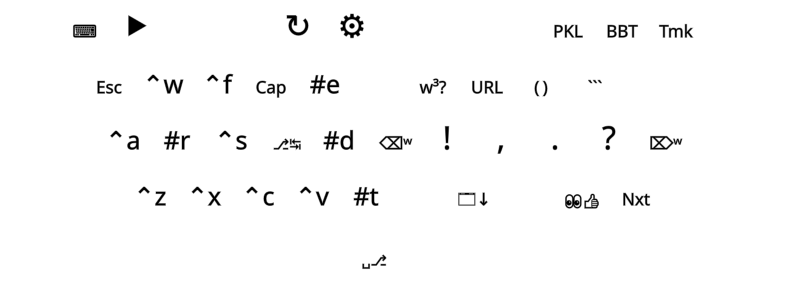 ⌨ ▶ ↻ ⚙ PKL BBT Tmk
Esc ^w ^f Cap #e w³? URL () ```
^a #r ^s ⎇↹ #d ⌫ʷ ! , . ? ⌦ʷ
^z ^x ^c ^v #t 🗔↓ 👀👍 Nxt
␣⎇